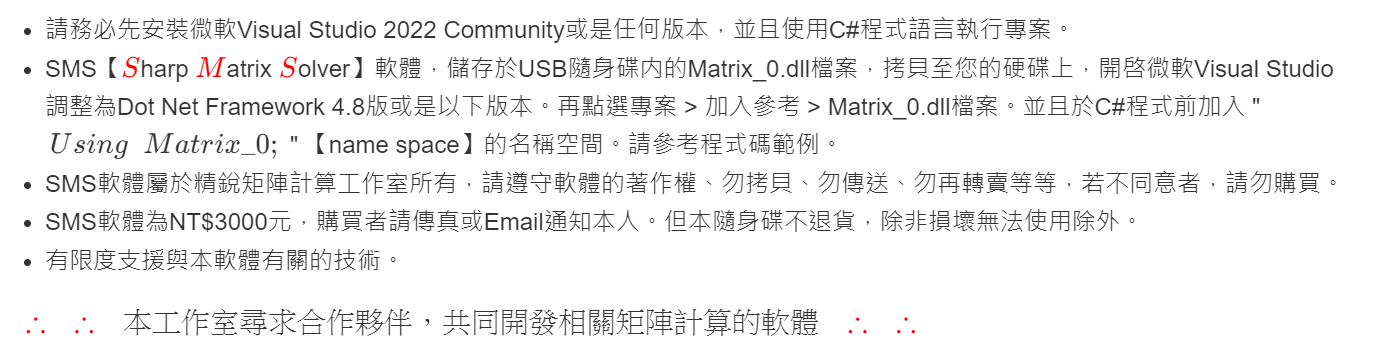 • 請務必先安裝微軟Visual Studio 2022 Community或是任何版本，並且使用C#程式語言執行專案。
• SMS【Sharp Matrix Solver】軟體，儲存於USB隨身碟內的Matrix_0.dll檔案，拷貝至您的硬碟上，開啓微軟Visual Studio
調整為Dot Net Framework 4.8版或是以下版本。再點選專案 > 加入參考 > Matrix_0.dll檔案。並且於C#程式前加入 "
Using Matrix_0; " 【name space】的名稱空間。請參考程式碼範例。
• SMS軟體屬於精銳矩陣計算工作室所有，請遵守軟體的著作權、勿拷貝、勿傳送、勿再轉賣等等，若不同意者，請勿購買。
• SMS軟體為NT$3000元，購買者請傳真或Email通知本人。但本隨身碟不退貨，除非損壞無法使用除外。
• 有限度支援與本軟體有關的技術。
∴ ∴ 本工作室尋求合作夥伴，共同開發相關矩陣計算的軟體 ∴ ∴